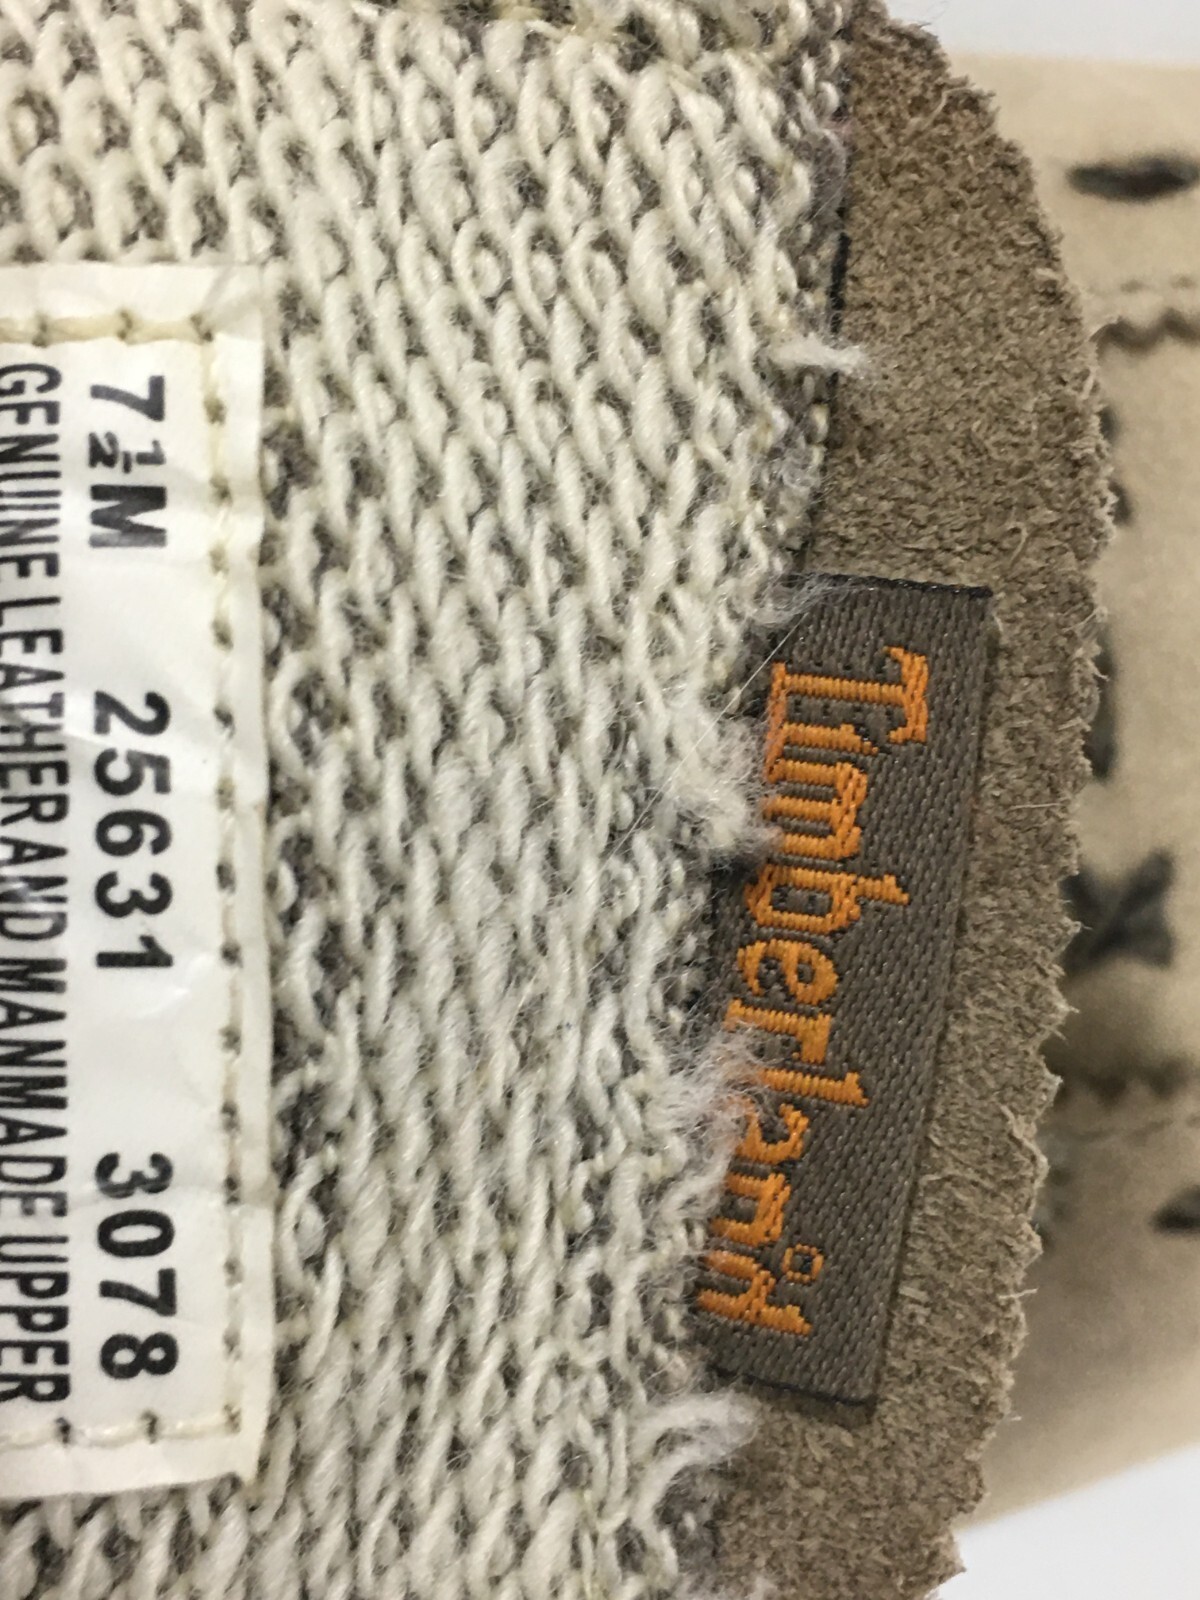 Timberland
7½M 25631 3078
GENUINE LEATHER AND MANMADE UPPER